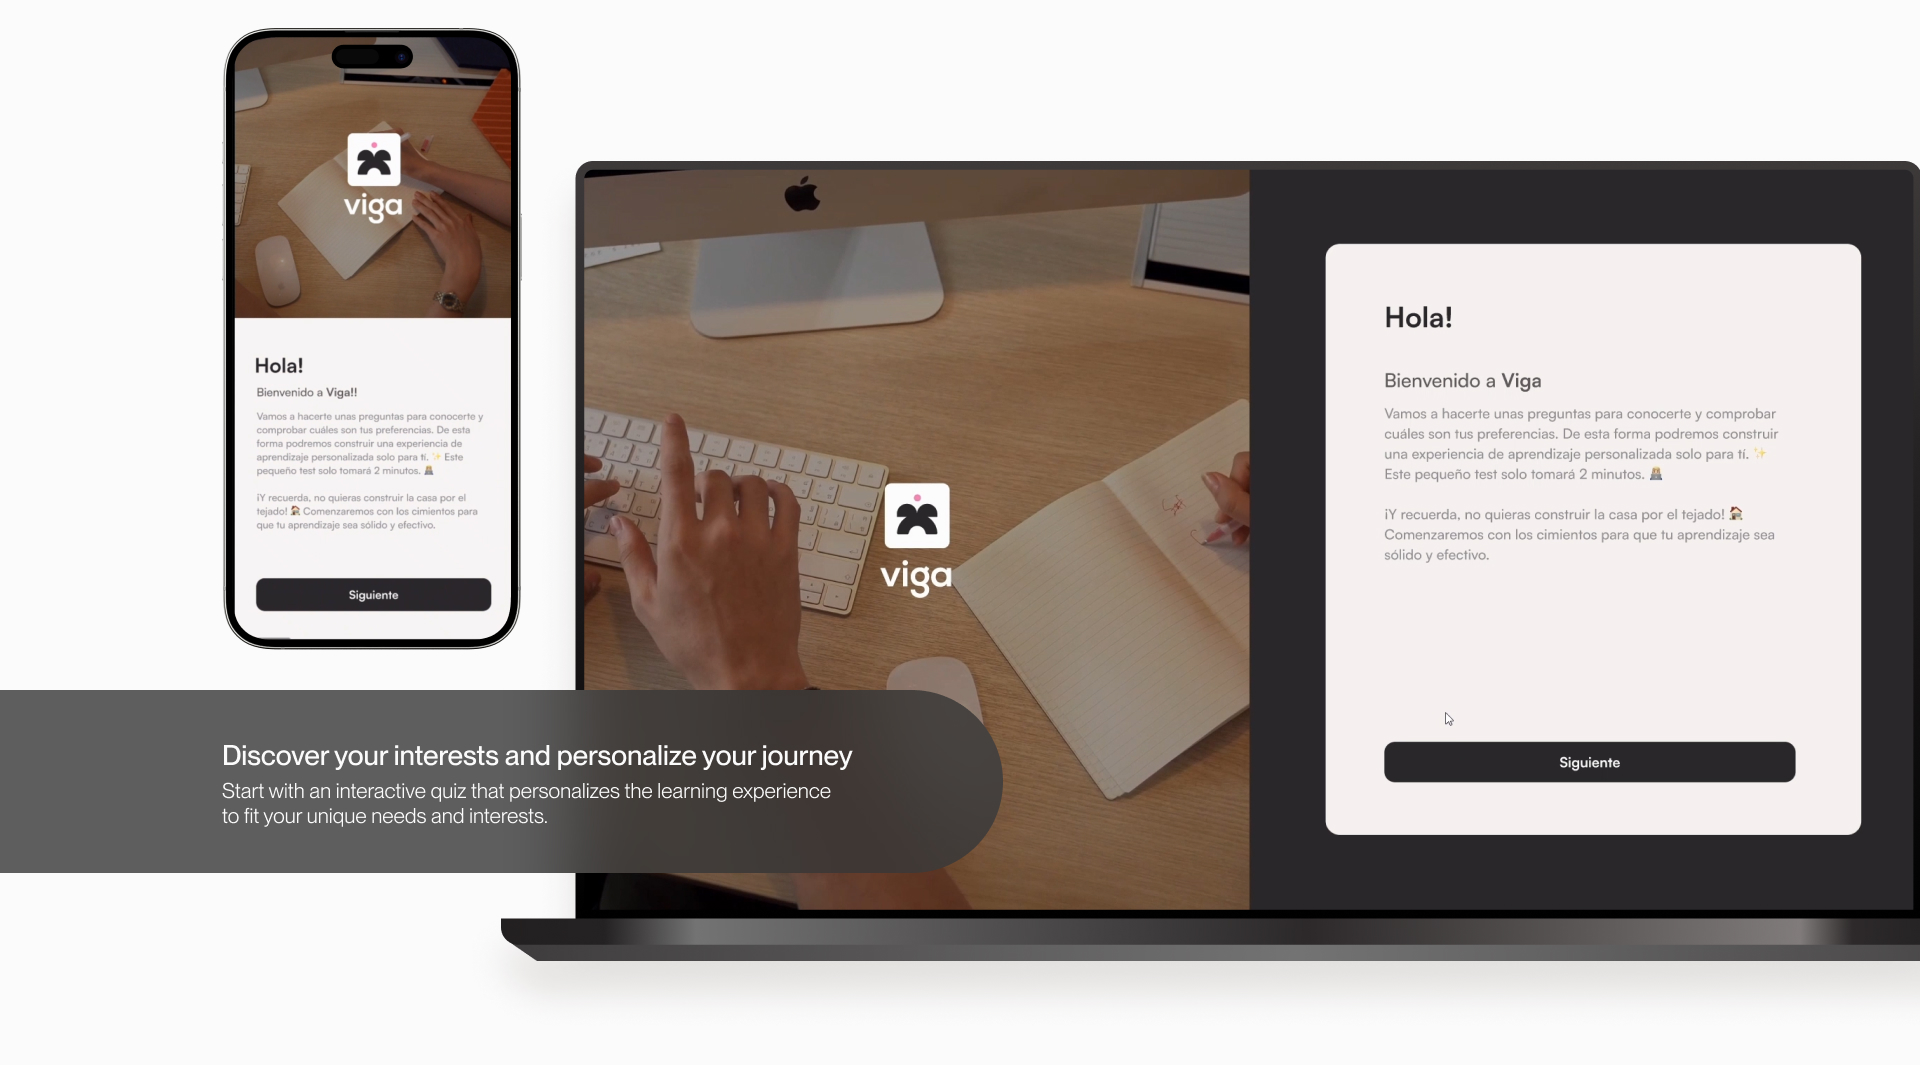 viga
Hola!
Bienvenido a Viga!!
Vamos a hacerte unas preguntas para conocerte y
comprobar cuáles son tus preferencias. De esta
forma podremos construir una experiencia de
aprendizaje personalizada solo para tí. ✨ Este
pequeño test solo tomará 2 minutos. 
¡Y recuerda, no quieras construir la casa por el
tejado! 🏠 Comenzaremos con los cimientos para
que tu aprendizaje sea sólido y efectivo.
Siguiente
viga
Hola!
Bienvenido a Viga
Vamos a hacerte unas preguntas para conocerte y comprobar
cuáles son tus preferencias. De esta forma podremos construir
una experiencia de aprendizaje personalizada solo para tí. ✨
Este pequeño test solo tomará 2 minutos. 
¡Y recuerda, no quieras construir la casa por el tejado! 🏠
Comenzaremos con los cimientos para que tu aprendizaje sea
sólido y efectivo.
Siguiente
Discover your interests and personalize your journey
Start with an interactive quiz that personalizes the learning experience
to fit your unique needs and interests.